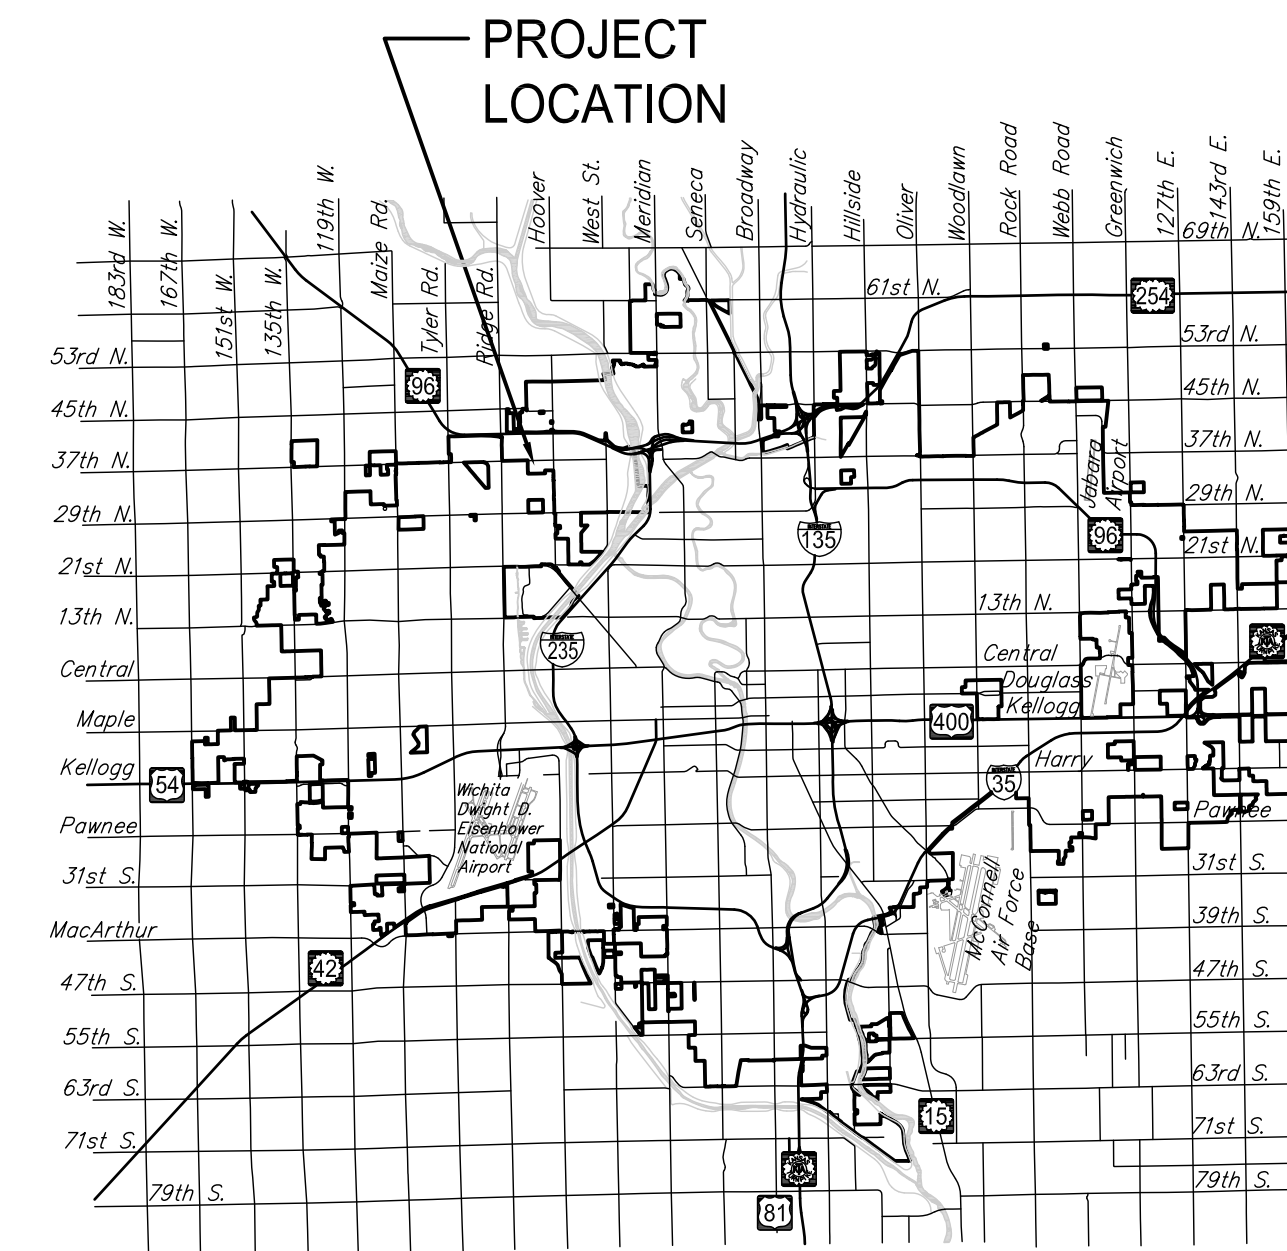 PROJECT
LOCATION
183rd W.
167th W.
151st W.
135th W.
119th W.
Maize Rd.
Tyler Rd.
Ridge Rd.
Hoover
West St.
Meridian
Seneca
Broadway
Hydraulic
Hillside
Oliver
Woodlawn
Rock Road
Webb Road
Greenwich
127th E.
143rd E.
159th E.
69th N.
61st N.
254
53rd N.
53rd N.
96
45th N.
45th N.
37th N.
37th N.
Jabara
Airport
29th N.
29th N.
INTERSTATE
135
96
21st N.
21st N.
13th N.
13th N.
INTERSTATE
235
Central
Central
Douglass
Kellogg
400
Maple
Kellogg
54
Harry
INTERSTATE
35
Wichita
Dwight D.
Eisenhower
National
Airport
Pawnee
Pawnee
31st S.
31st S.
McConnell
Air Force
Base
MacArthur
39th S.
42
47th S.
47th S.
55th S.
55th S.
63rd S.
63rd S.
15
71st S.
71st S.
79th S.
79th S.
81